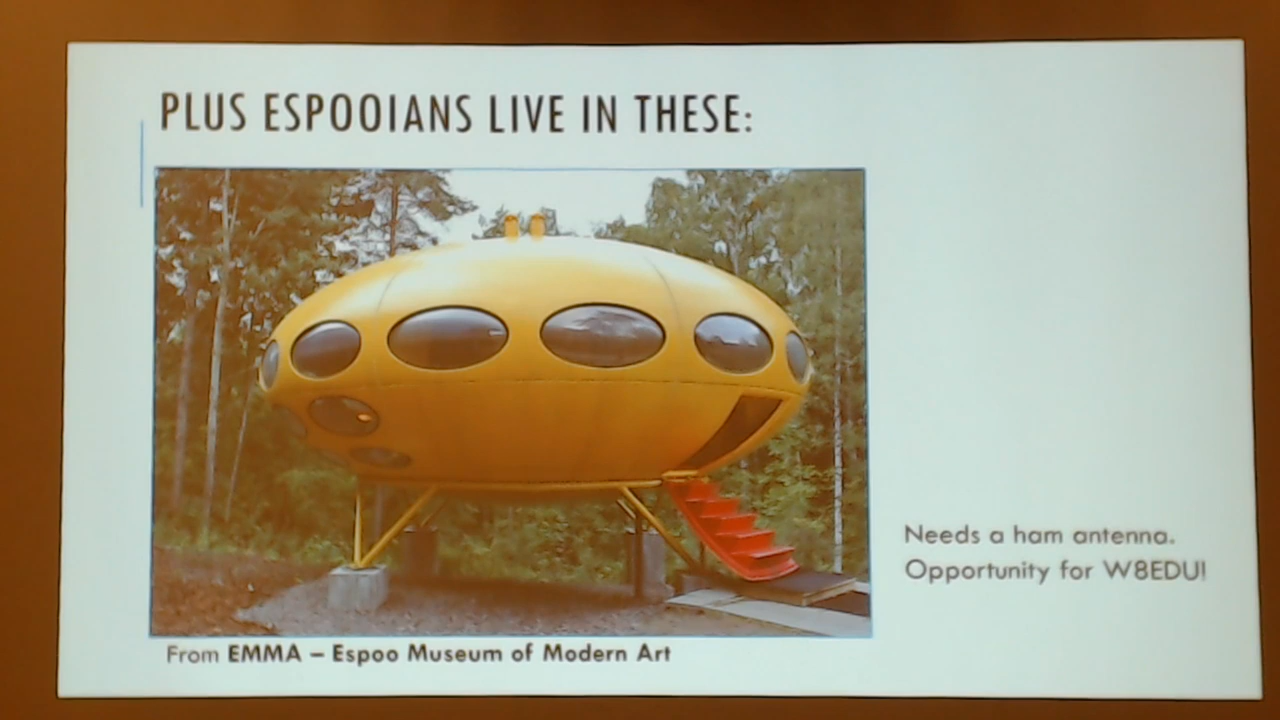 PLUS ESPOOIANS LIVE IN THESE:
Needs a ham antenna.
Opportunity for W8EDU!
From EMMA – Espoo Museum of Modern Art